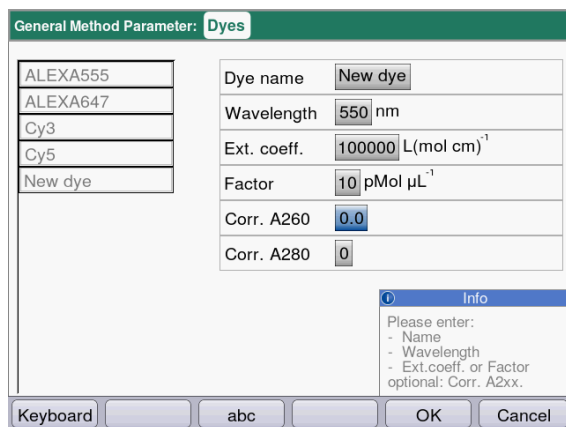 General Method Parameter: Dyes
ALEXA555
ALEXA647
Cy3
Cy5
New dye
Dye name New dye
Wavelength 550 nm
Ext. coeff. 100000 L(mol cm)⁻¹
Factor 10 pMol µL⁻¹
Corr. A260 0.0
Corr. A280 0
Info
Please enter:
- Name
- Wavelength
- Ext.coeff. or Factor
optional: Corr. A2xx.
Keyboard abc OK Cancel